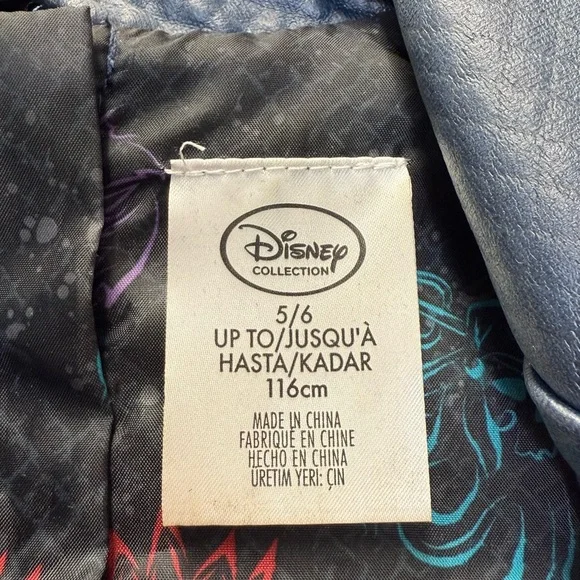 Disney
COLLECTION
5/6
UP TO/JUSQU'À
HASTA/KADAR
116cm
MADE IN CHINA
FABRIQUÉ EN CHINE
HECHO EN CHINA
ÜRETIM YERI: ÇIN